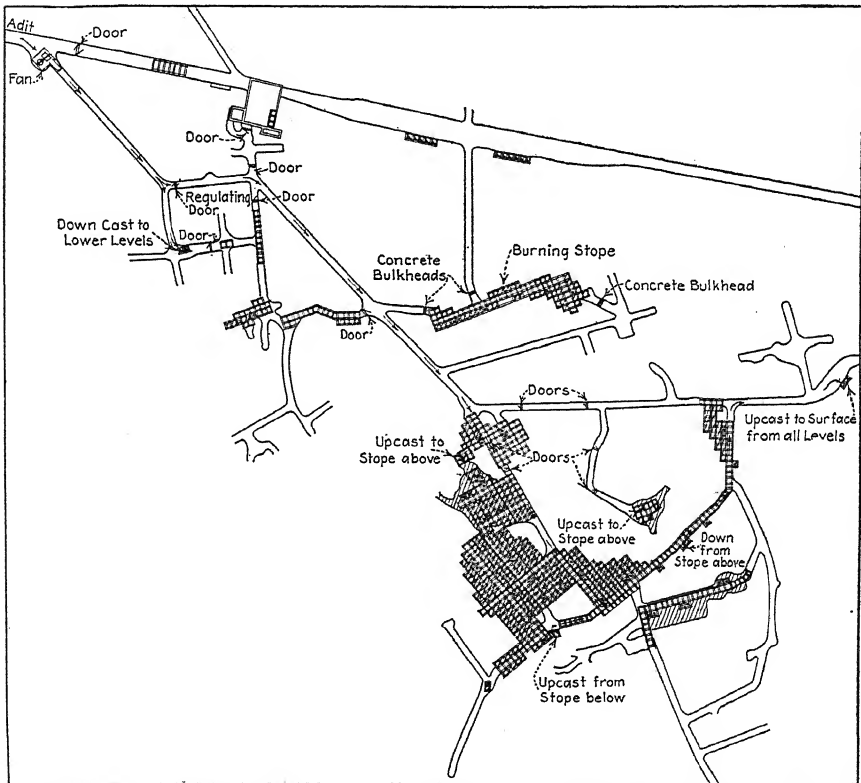 Adit
Door
Fan
Door
Door
Regulating
Door
Door
Down Cast to
Lower Levels
Door
Concrete
Bulkheads
Burning Stope
Concrete Bulkhead
Door
Doors
Upcast to Surface
from all Levels
Upcast to
Stope above
Doors
Upcast to
Stope above
Down
from
Stope above
Upcast from
Stope below